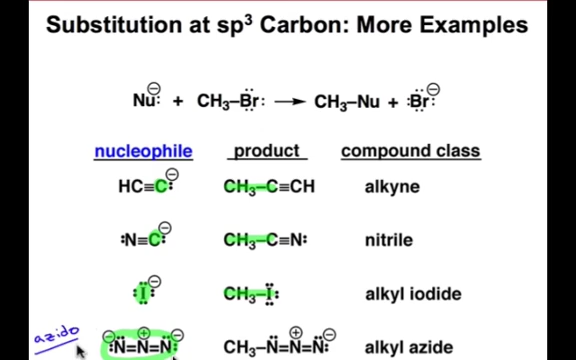 Substitution at sp³ Carbon: More Examples
Nu:⊖ + CH₃–Br: → CH₃–Nu + :Br:⊖
nucleophile product compound class
HC≡C:⊖ CH₃–C≡CH alkyne
:N≡C:⊖ CH₃–C≡N: nitrile
:I:⊖ CH₃–I: alkyl iodide
azido ⊖:N=N⊕=N:⊖ CH₃–N=N⊕=N:⊖ alkyl azide